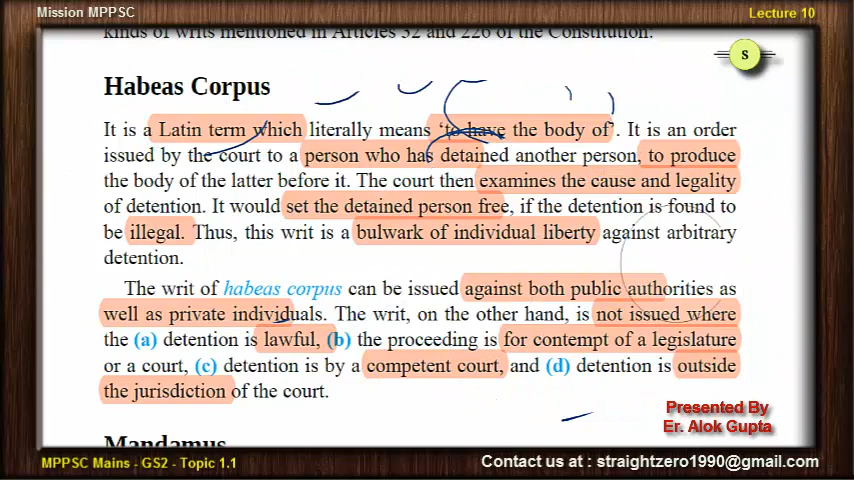 Mission MPPSC
Lecture 10
kinds of writs mentioned in Articles 32 and 226 of the Constitution:
S
Habeas Corpus
It is a Latin term which literally means ‘to have the body of’. It is an order
issued by the court to a person who has detained another person, to produce
the body of the latter before it. The court then examines the cause and legality
of detention. It would set the detained person free, if the detention is found to
be illegal. Thus, this writ is a bulwark of individual liberty against arbitrary
detention.
The writ of habeas corpus can be issued against both public authorities as
well as private individuals. The writ, on the other hand, is not issued where
the (a) detention is lawful, (b) the proceeding is for contempt of a legislature
or a court, (c) detention is by a competent court, and (d) detention is outside
the jurisdiction of the court.
Presented By
Er. Alok Gupta
Mandamus
MPPSC Mains - GS2 - Topic 1.1
Contact us at : straightzero1990@gmail.com